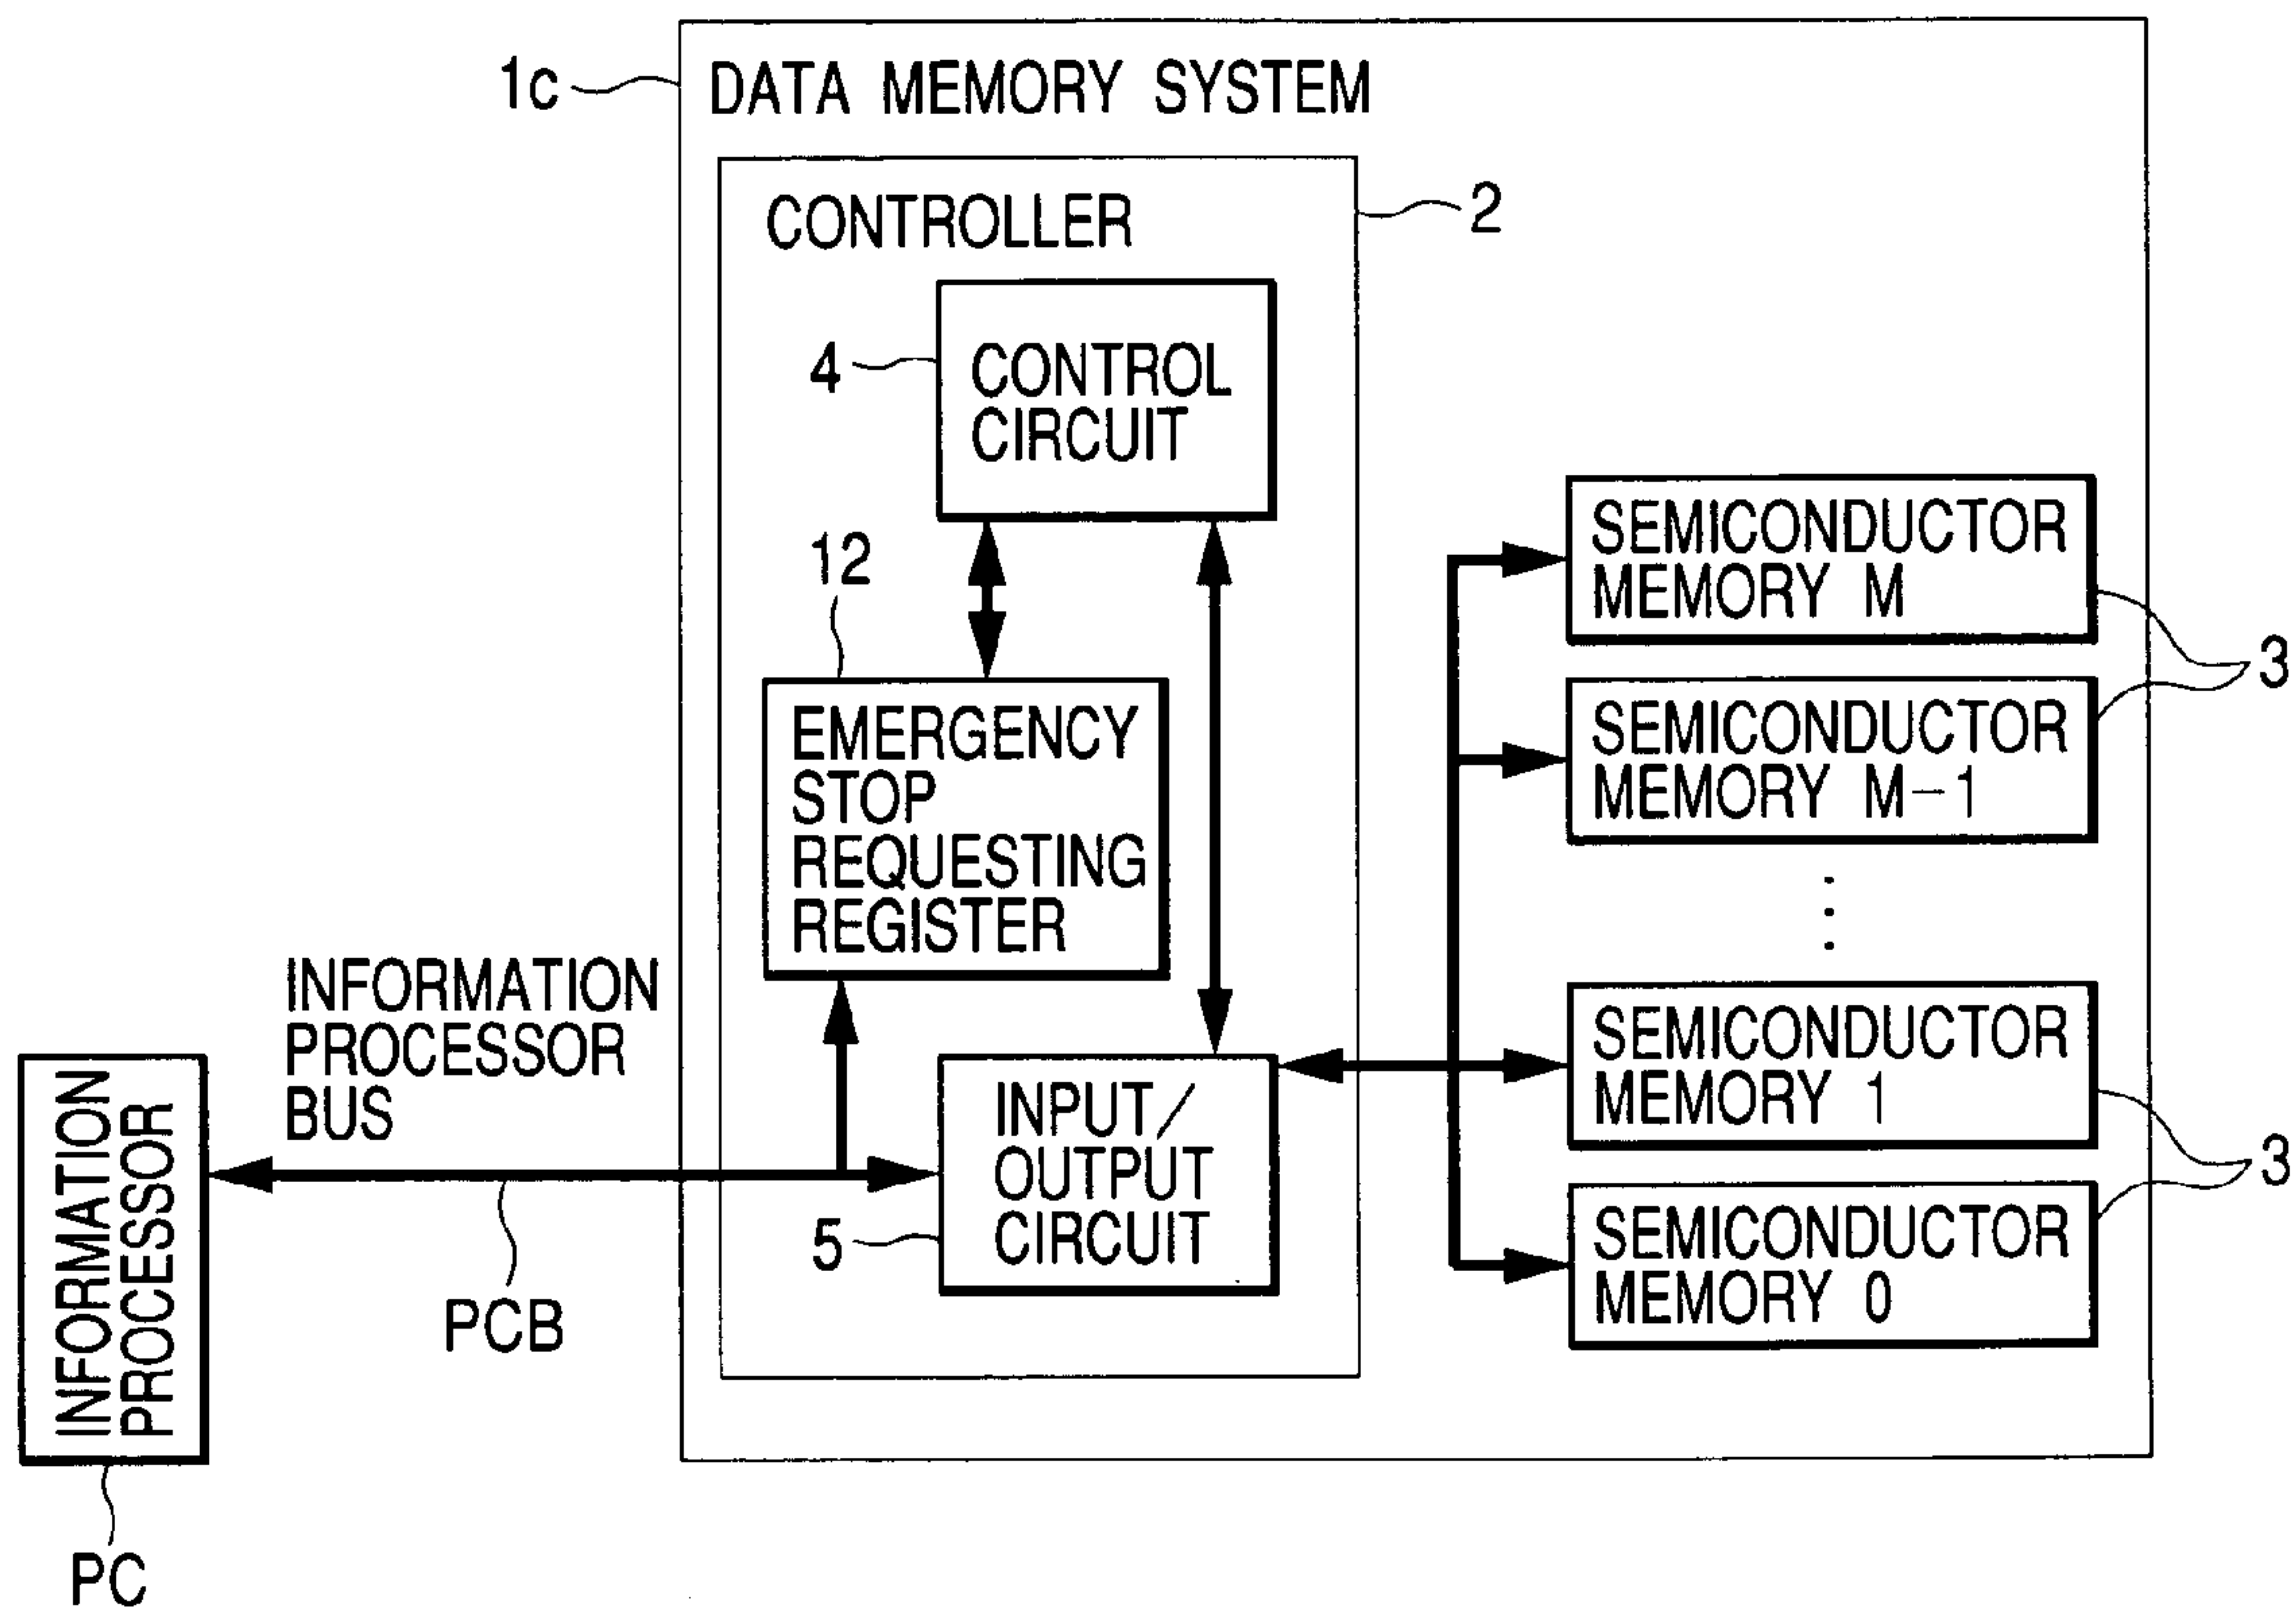 1c
DATA MEMORY SYSTEM
CONTROLLER
2
4
CONTROL
CIRCUIT
12
EMERGENCY
STOP
REQUESTING
REGISTER
SEMICONDUCTOR
MEMORY M
3
SEMICONDUCTOR
MEMORY M-1
INFORMATION
PROCESSOR
BUS
INFORMATION
PROCESSOR
PC
PCB
5
INPUT/
OUTPUT
CIRCUIT
SEMICONDUCTOR
MEMORY 1
3
SEMICONDUCTOR
MEMORY 0